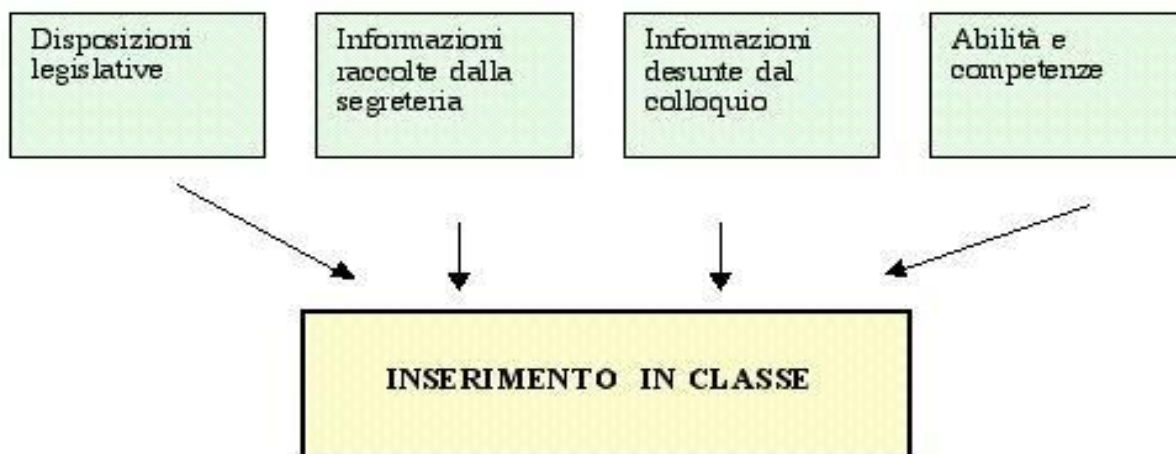 Disposizioni
legislative
Informazioni
raccolte dalla
segreteria
Informazioni
desunte dal
colloquio
Abilità e
competenze
INSERIMENTO IN CLASSE